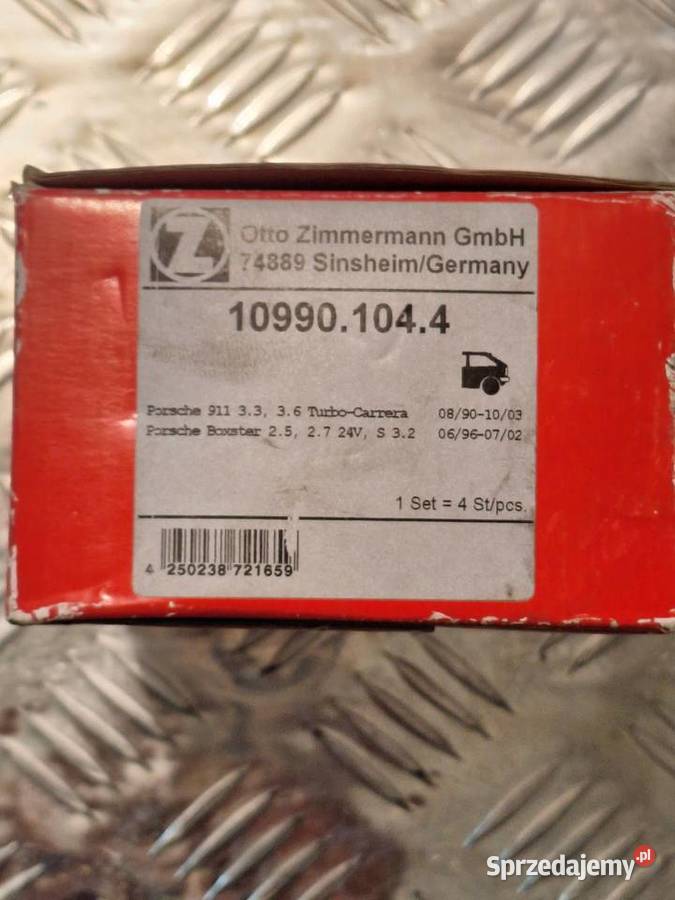 Z
Otto Zimmermann GmbH
74889 Sinsheim/Germany
10990.104.4
Porsche 911 3.3, 3.6 Turbo-Carrera 08/90-10/03
Porsche Boxster 2.5, 2.7 24V, S 3.2 06/96-07/02
1 Set = 4 St/pcs.
4 250238 721659
Sprzedajemy.pl